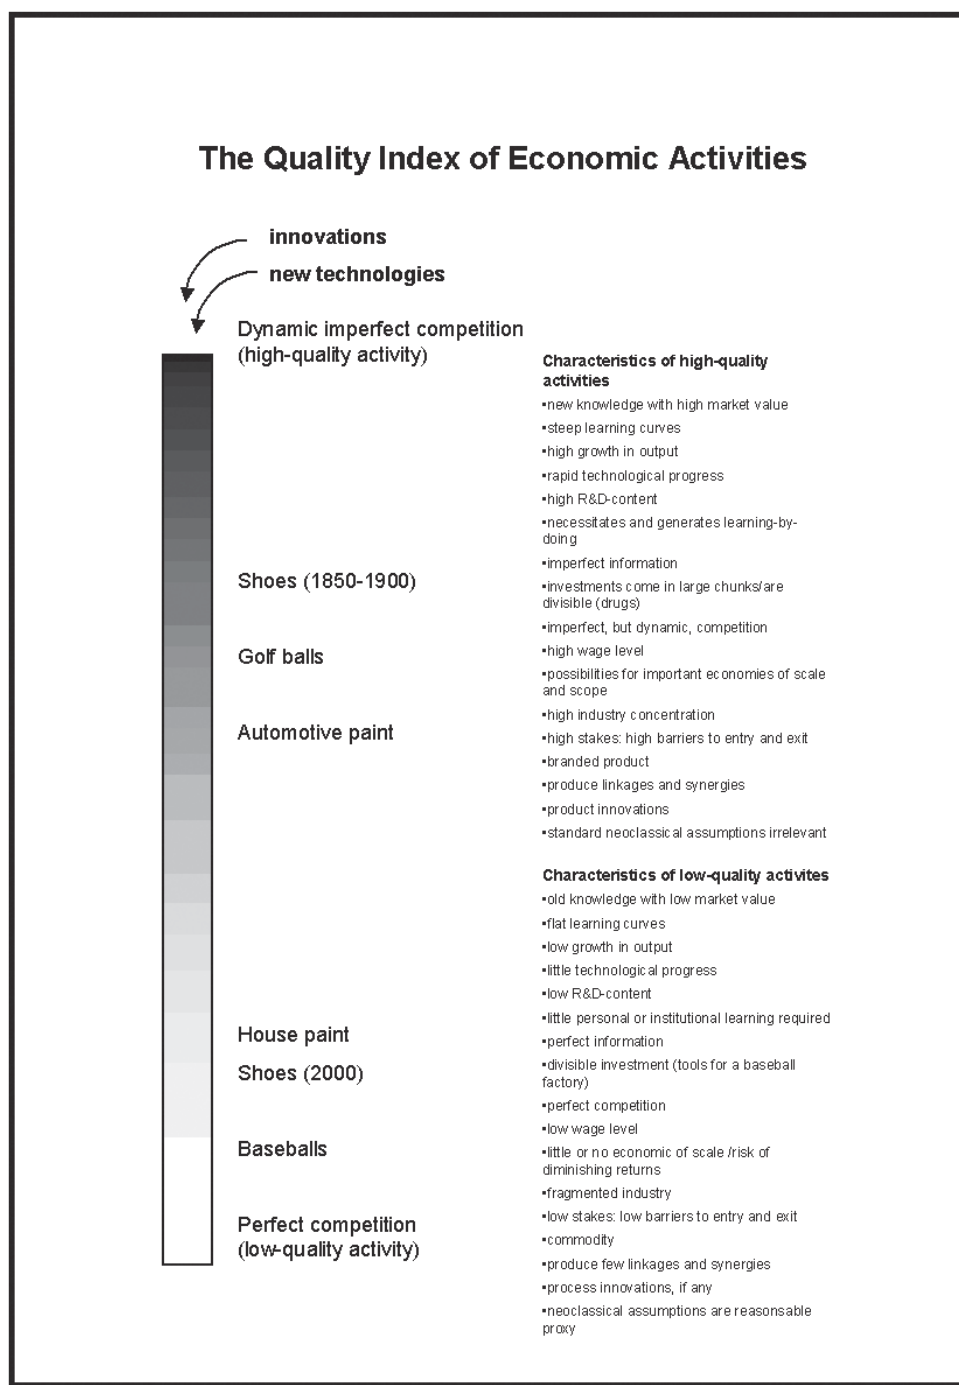 The Quality Index of Economic Activities
innovations
new technologies
Dynamic imperfect competition
(high-quality activity)
Shoes (1850-1900)
Golf balls
Automotive paint
House paint
Shoes (2000)
Baseballs
Perfect competition
(low-quality activity)
Characteristics of high-quality
activities
▪new knowledge with high market value
▪steep learning curves
▪high growth in output
▪rapid technological progress
▪high R&D-content
▪necessitates and generates learning-by-
doing
▪imperfect information
▪investments come in large chunks/are
divisible (drugs)
▪imperfect, but dynamic, competition
▪high wage level
▪possibilities for important economies of scale
and scope
▪high industry concentration
▪high stakes: high barriers to entry and exit
▪branded product
▪produce linkages and synergies
▪product innovations
▪standard neoclassical assumptions irrelevant
Characteristics of low-quality activites
▪old knowledge with low market value
▪flat learning curves
▪low growth in output
▪little technological progress
▪low R&D-content
▪little personal or institutional learning required
▪perfect information
▪divisible investment (tools for a baseball
factory)
▪perfect competition
▪low wage level
▪little or no economic of scale /risk of
diminishing returns
▪fragmented industry
▪low stakes: low barriers to entry and exit
▪commodity
▪produce few linkages and synergies
▪process innovations, if any
▪neoclassical assumptions are reasonsable
proxy